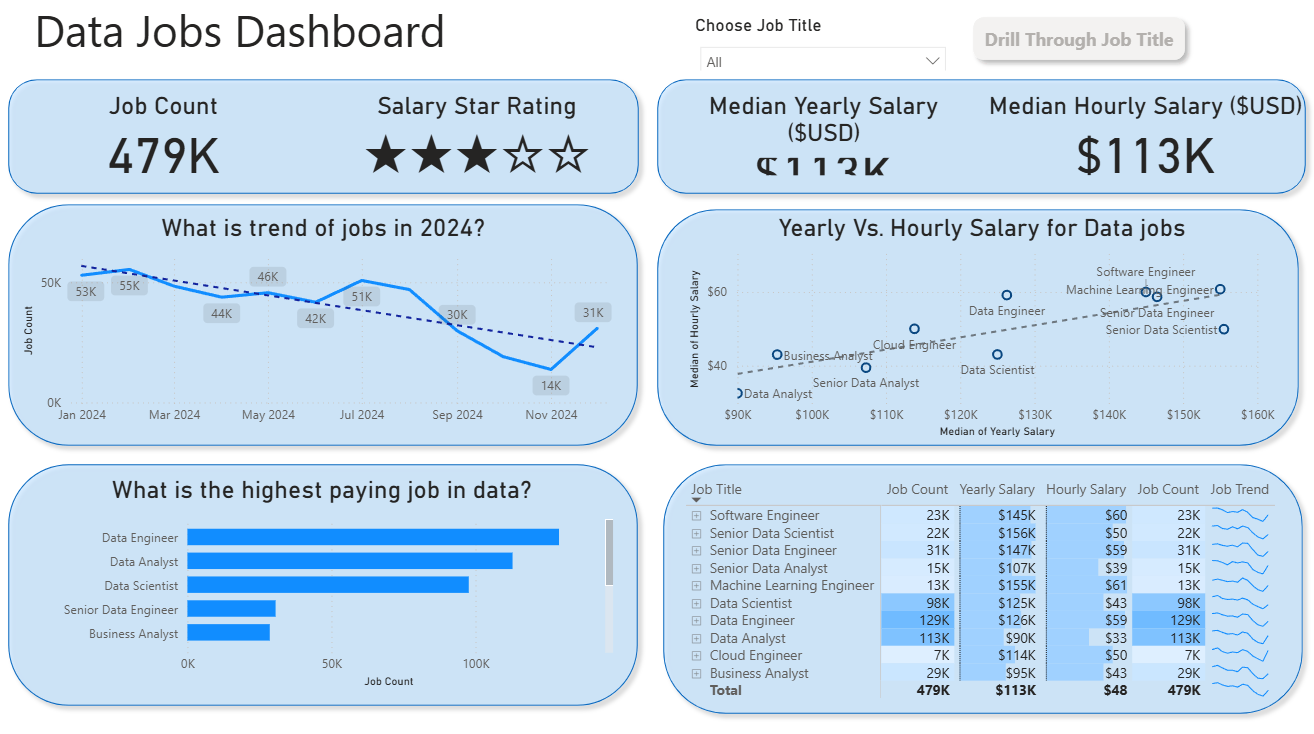 Data Jobs Dashboard
Choose Job Title
All
Drill Through Job Title
Job Count
479K
Salary Star Rating
★★★☆☆
Median Yearly Salary
($USD)
$113K
Median Hourly Salary ($USD)
$113K
What is trend of jobs in 2024?
Job Count
50K
0K
53K
55K
44K
46K
42K
51K
30K
14K
31K
Jan 2024
Mar 2024
May 2024
Jul 2024
Sep 2024
Nov 2024
Yearly Vs. Hourly Salary for Data jobs
Median of Hourly Salary
$60
$40
Software Engineer
Machine Learning Engineer
Data Engineer
Senior Data Engineer
Senior Data Scientist
Cloud Engineer
Business Analyst
Data Scientist
Senior Data Analyst
Data Analyst
$90K
$100K
$110K
$120K
$130K
$140K
$150K
$160K
Median of Yearly Salary
What is the highest paying job in data?
Data Engineer
Data Analyst
Data Scientist
Senior Data Engineer
Business Analyst
0K
50K
100K
Job Count
Job Title Job Count Yearly Salary Hourly Salary Job Count Job Trend
Software Engineer 23K $145K $60 23K
Senior Data Scientist 22K $156K $50 22K
Senior Data Engineer 31K $147K $59 31K
Senior Data Analyst 15K $107K $39 15K
Machine Learning Engineer 13K $155K $61 13K
Data Scientist 98K $125K $43 98K
Data Engineer 129K $126K $59 129K
Data Analyst 113K $90K $33 113K
Cloud Engineer 7K $114K $50 7K
Business Analyst 29K $95K $43 29K
Total 479K $113K $48 479K